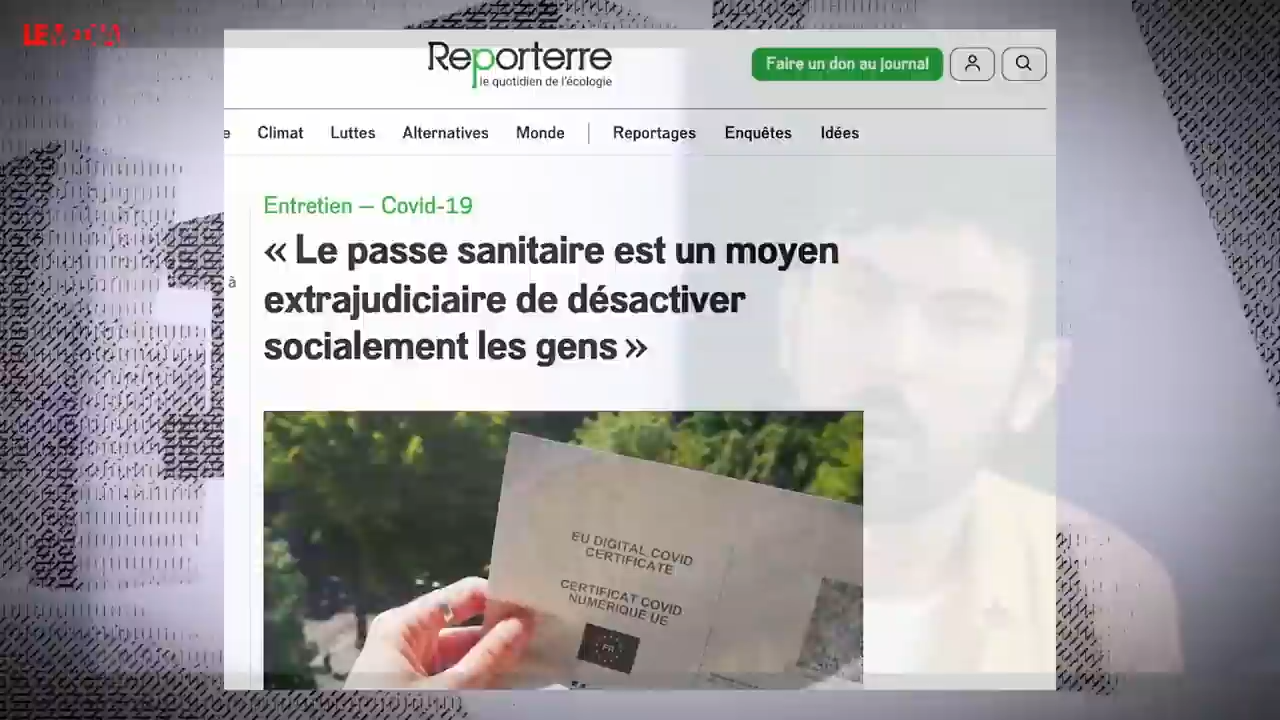 LE
Reporterre
le quotidien de l'écologie
Faire un don au journal
e Climat Luttes Alternatives Monde Reportages Enquêtes Idées
Entretien — Covid-19
« Le passe sanitaire est un moyen
extrajudiciaire de désactiver
socialement les gens »
à
EU DIGITAL COVID
CERTIFICATE
CERTIFICAT COVID
NUMÉRIQUE UE
FR